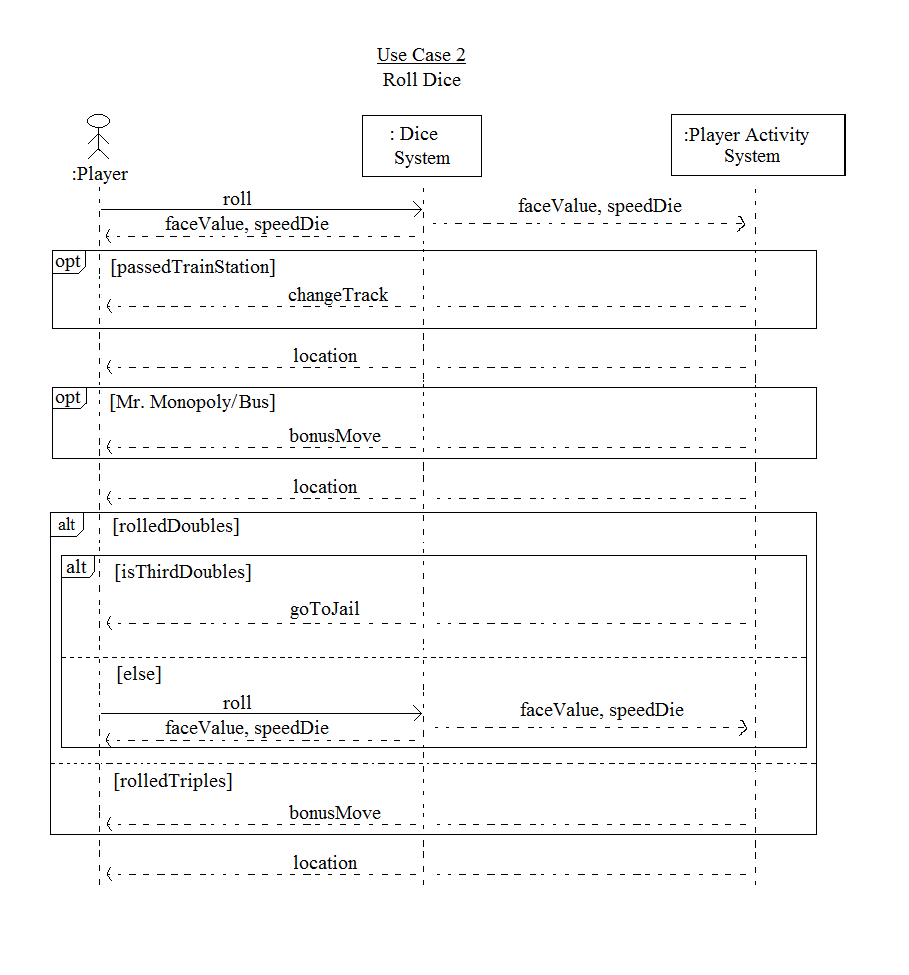 Use Case 2
Roll Dice
: Dice
System
:Player Activity
System
:Player
roll
faceValue, speedDie
faceValue, speedDie
opt
[passedTrainStation]
changeTrack
location
opt
[Mr. Monopoly/Bus]
bonusMove
location
alt
[rolledDoubles]
alt
[isThirdDoubles]
goToJail
[else]
roll
faceValue, speedDie
faceValue, speedDie
[rolledTriples]
bonusMove
location